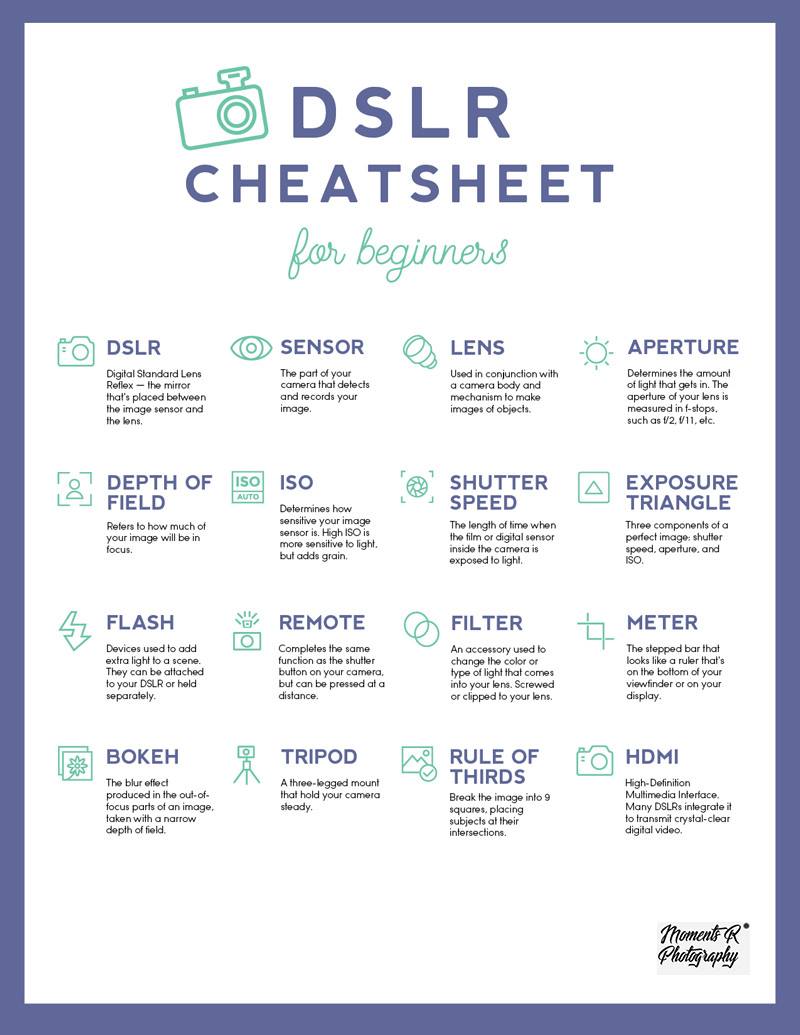 DSLR
CHEATSHEET
for beginners
DSLR
Digital Standard Lens
Reflex — the mirror
that's placed between
the image sensor and
the lens.
SENSOR
The part of your
camera that detects
and records your
image.
LENS
Used in conjunction with
a camera body and
mechanism to make
images of objects.
APERTURE
Determines the amount
of light that gets in. The
aperture of your lens is
measured in f-stops,
such as f/2, f/11, etc.
DEPTH OF
FIELD
Refers to how much of
your image will be in
focus.
ISO
AUTO
ISO
Determines how
sensitive your image
sensor is. High ISO is
more sensitive to light,
but adds grain.
SHUTTER
SPEED
The length of time when
the film or digital sensor
inside the camera is
exposed to light.
EXPOSURE
TRIANGLE
Three components of a
perfect image: shutter
speed, aperture, and
ISO.
FLASH
Devices used to add
extra light to a scene.
They can be attached
to your DSLR or held
separately.
REMOTE
Completes the same
function as the shutter
button on your camera,
but can be pressed at a
distance.
FILTER
An accessory used to
change the color or
type of light that comes
into your lens. Screwed
or clipped to your lens.
METER
The stepped bar that
looks like a ruler that's
on the bottom of your
viewfinder or on your
display.
BOKEH
The blur effect
produced in the out-of-
focus parts of an image,
taken with a narrow
depth of field.
TRIPOD
A three-legged mount
that hold your camera
steady.
RULE OF
THIRDS
Break the image into 9
squares, placing
subjects at their
intersections.
HDMI
High-Definition
Multimedia Interface.
Many DSLRs integrate it
to transmit crystal-clear
digital video.
Moments R
Photography